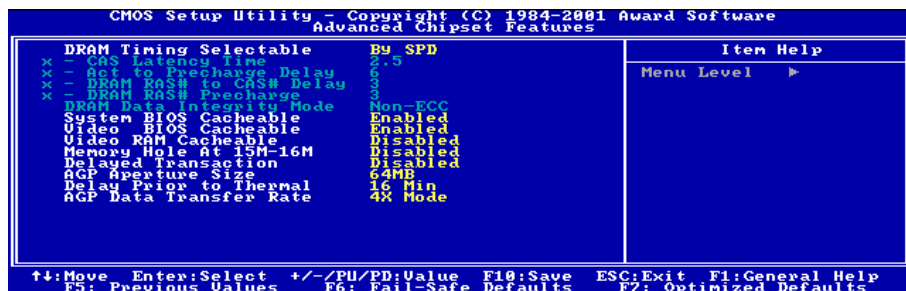 CMOS Setup Utility - Copyright (C) 1984-2001 Award Software
Advanced Chipset Features
DRAM Timing Selectable By SPD
x - CAS Latency Time 2.5
x - Act to Precharge Delay 6
x - DRAM RAS# to CAS# Delay 3
x - DRAM RAS# Precharge 3
DRAM Data Integrity Mode Non-ECC
System BIOS Cacheable Enabled
Video BIOS Cacheable Enabled
Video RAM Cacheable Disabled
Memory Hole At 15M-16M Disabled
Delayed Transaction Disabled
AGP Aperture Size 64MB
Delay Prior to Thermal 16 Min
AGP Data Transfer Rate 4X Mode
Item Help
Menu Level ▶
↑↓:Move Enter:Select +/-/PU/PD:Value F10:Save ESC:Exit F1:General Help
F5: Previous Values F6: Fail-Safe Defaults F7: Optimized Defaults